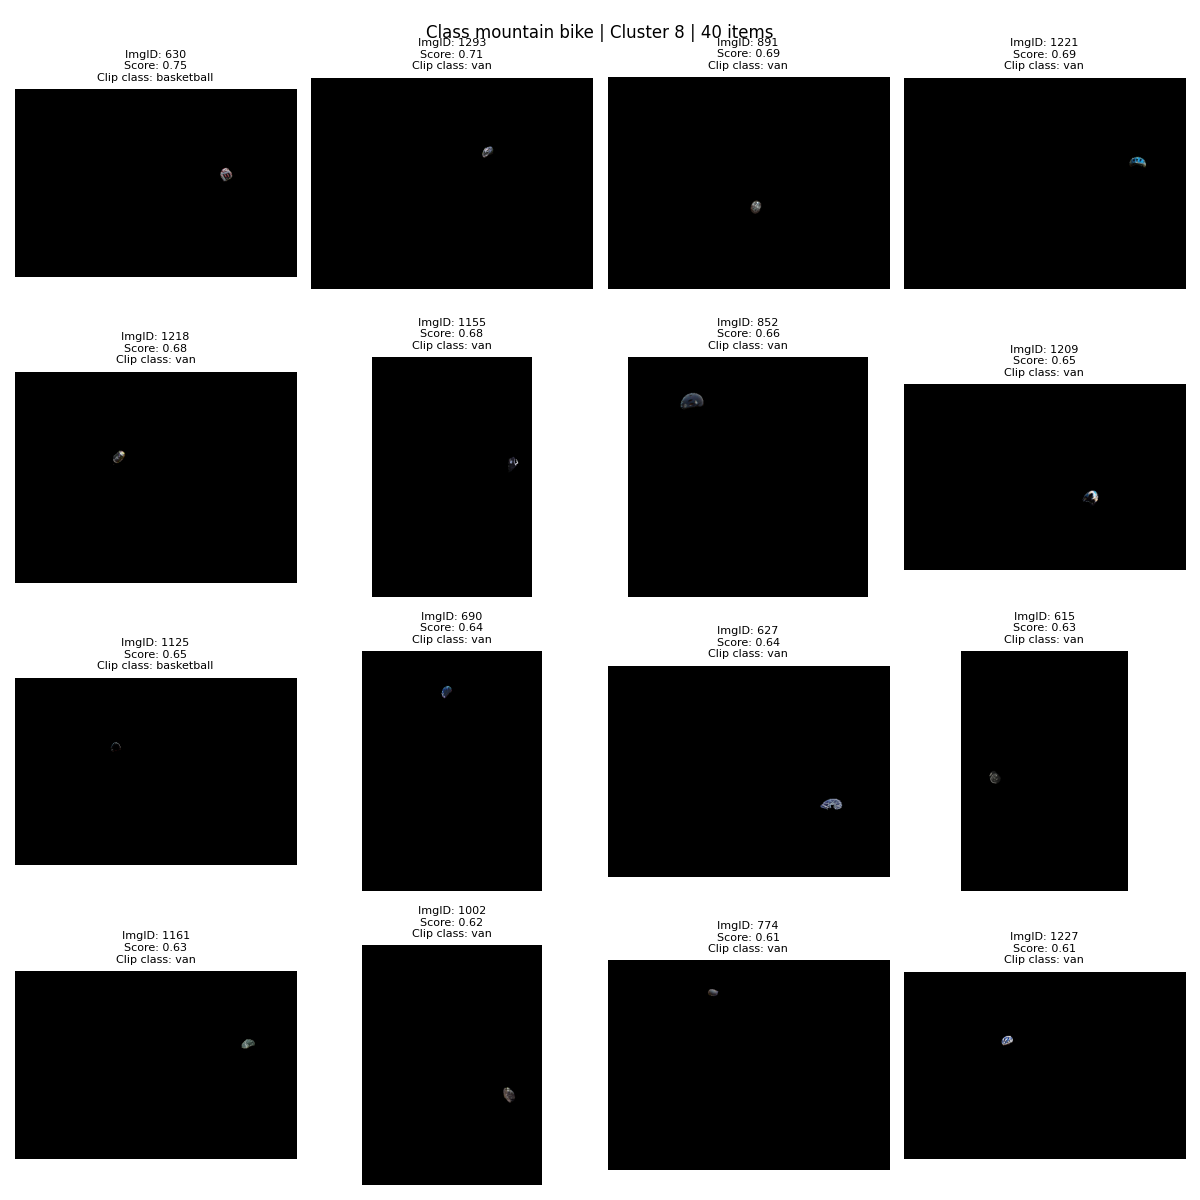 Class mountain bike | Cluster 8 | 40 items
ImgID: 630
Score: 0.75
Clip class: basketball
ImgID: 1293
Score: 0.71
Clip class: van
ImgID: 891
Score: 0.69
Clip class: van
ImgID: 1221
Score: 0.69
Clip class: van
ImgID: 1218
Score: 0.68
Clip class: van
ImgID: 1155
Score: 0.68
Clip class: van
ImgID: 852
Score: 0.66
Clip class: van
ImgID: 1209
Score: 0.65
Clip class: van
ImgID: 1125
Score: 0.65
Clip class: basketball
ImgID: 690
Score: 0.64
Clip class: van
ImgID: 627
Score: 0.64
Clip class: van
ImgID: 615
Score: 0.63
Clip class: van
ImgID: 1161
Score: 0.63
Clip class: van
ImgID: 1002
Score: 0.62
Clip class: van
ImgID: 774
Score: 0.61
Clip class: van
ImgID: 1227
Score: 0.61
Clip class: van